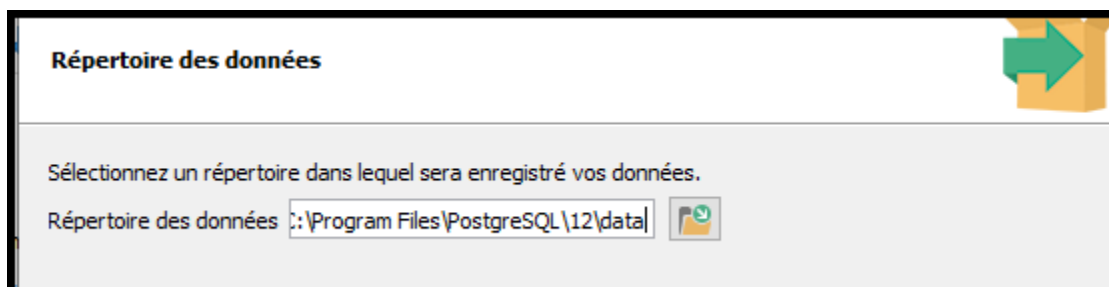 Répertoire des données
Sélectionnez un répertoire dans lequel sera enregistré vos données.
Répertoire des données :\Program Files\PostgreSQL\12\data